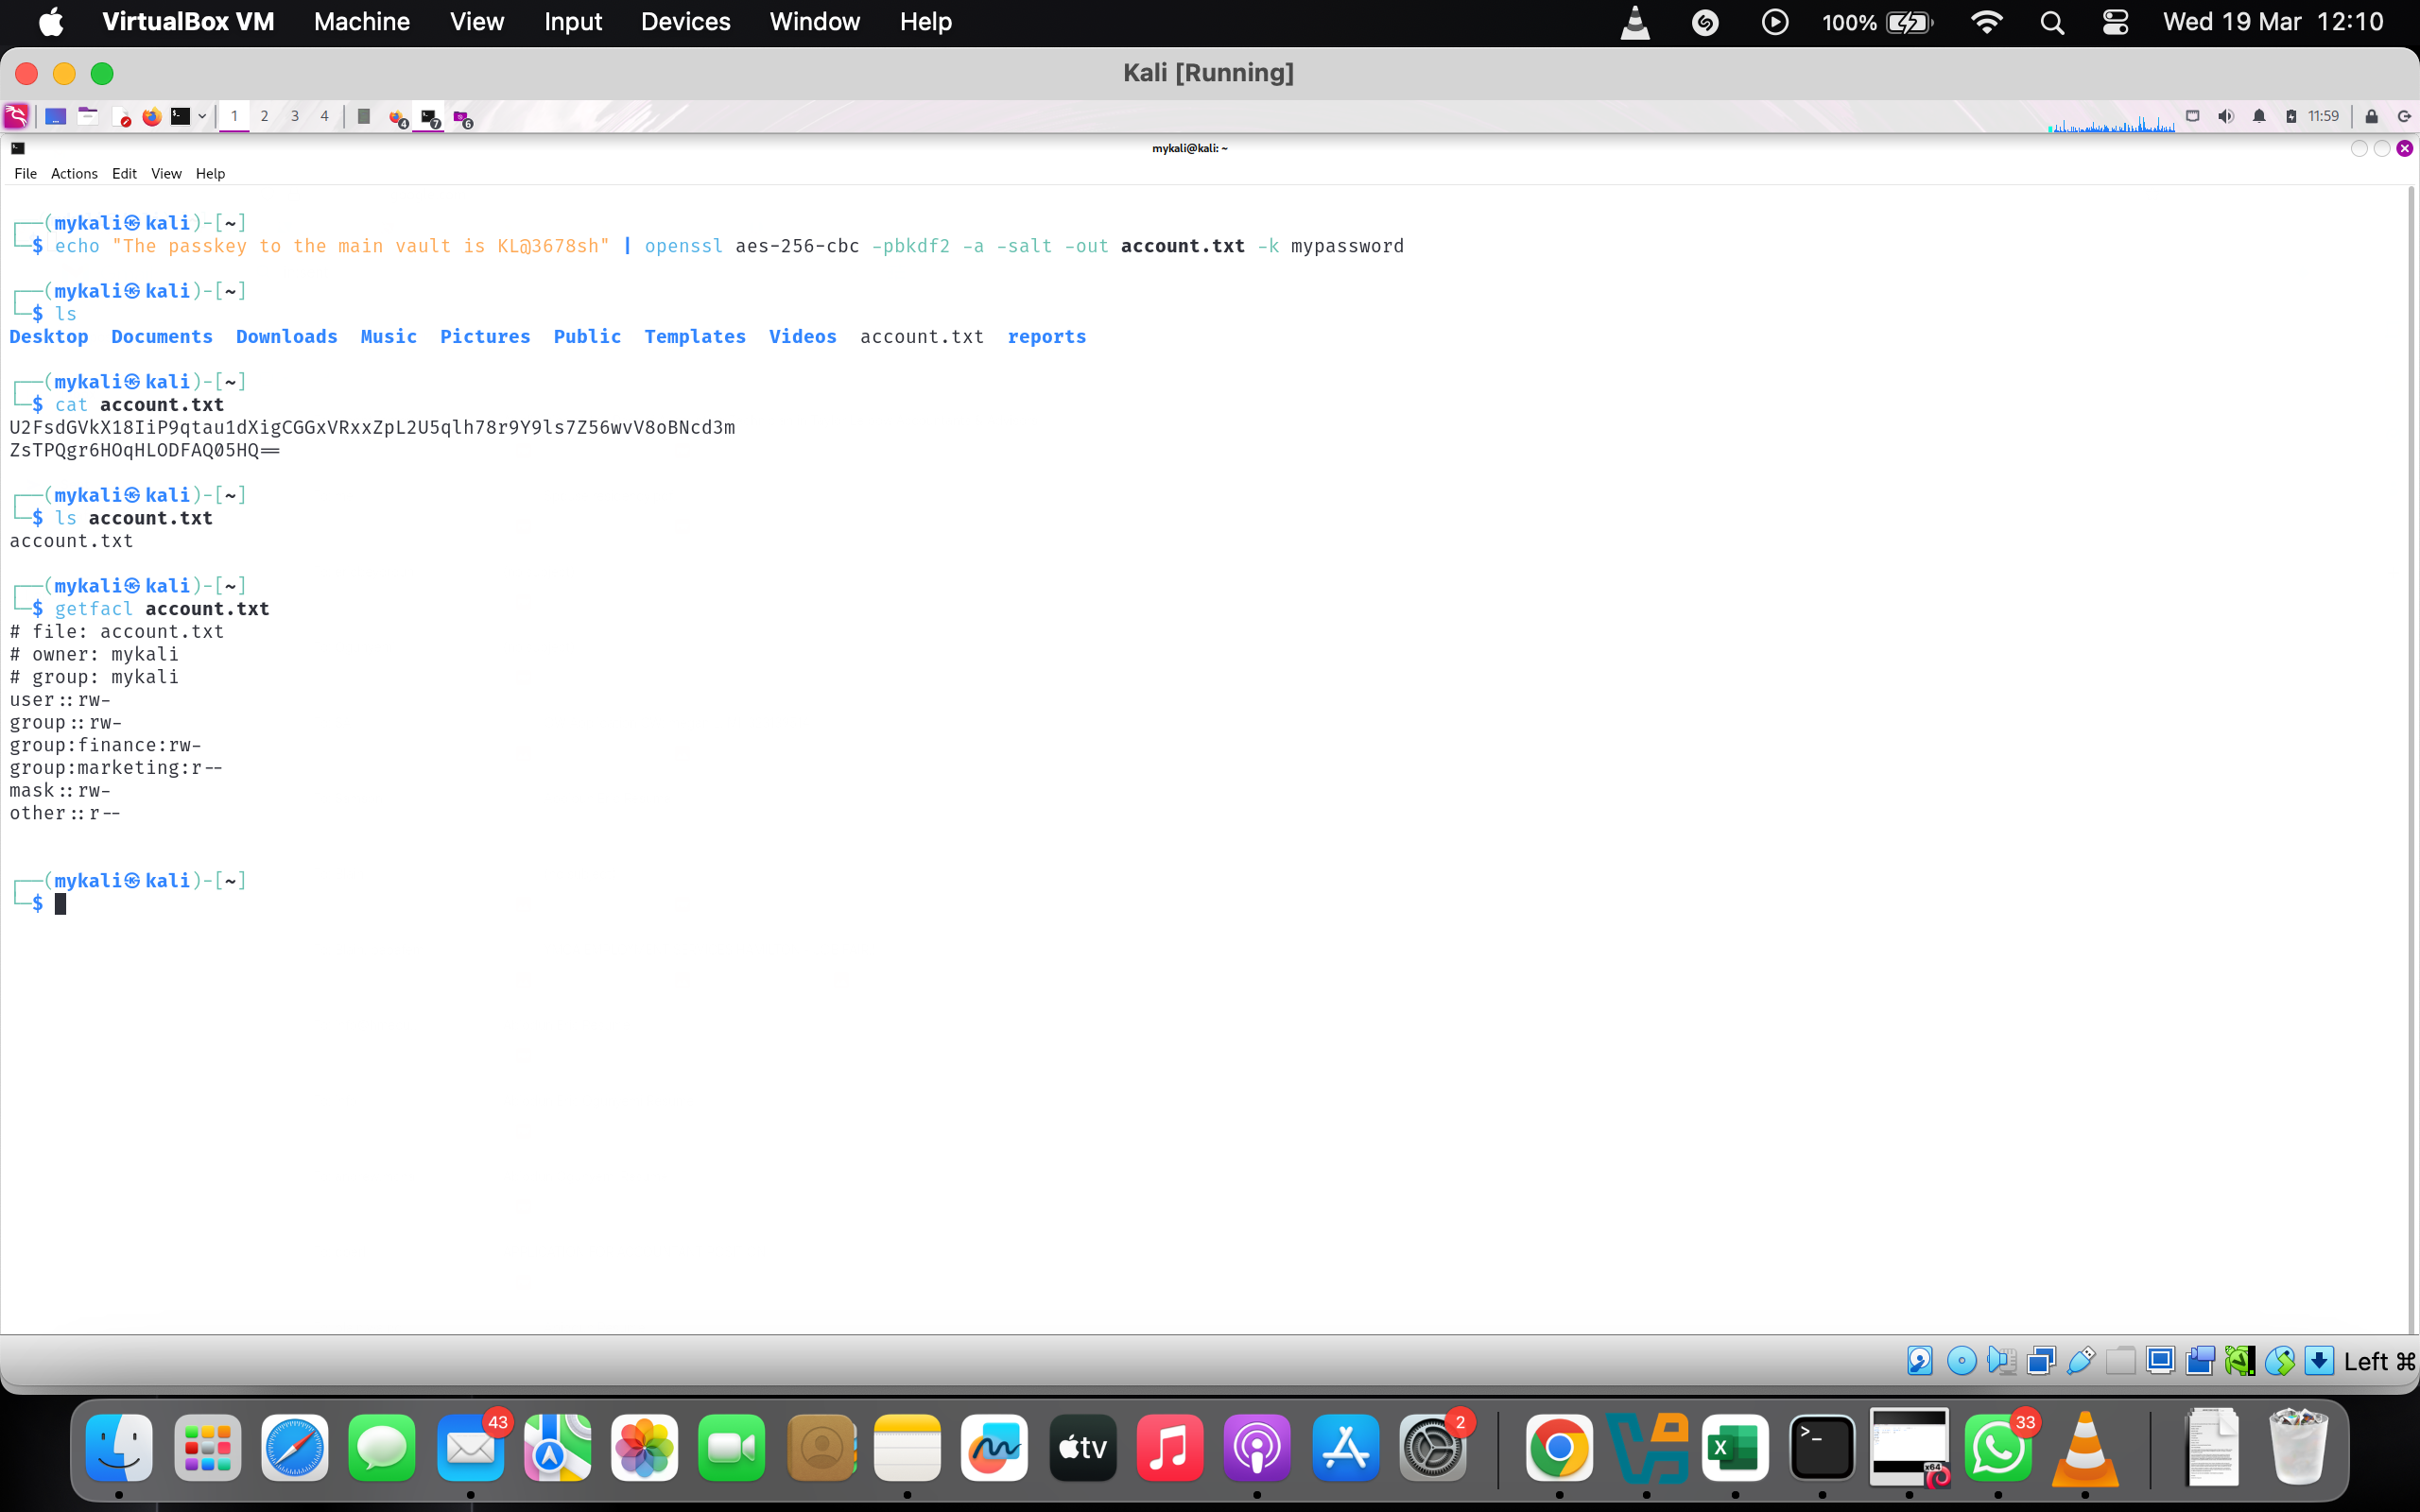 VirtualBox VM Machine View Input Devices Window Help 100% Wed 19 Mar 12:10
Kali [Running]
1 2 3 4 4 7 6 11:59
mykali@kali: ~
File Actions Edit View Help
┌──(mykali㉿kali)-[~]
└─$ echo "The passkey to the main vault is KL@3678sh" | openssl aes-256-cbc -pbkdf2 -a -salt -out account.txt -k mypassword
┌──(mykali㉿kali)-[~]
└─$ ls
Desktop Documents Downloads Music Pictures Public Templates Videos account.txt reports
┌──(mykali㉿kali)-[~]
└─$ cat account.txt
U2FsdGVkX18IiP9qtau1dXigCGGxVRxxZpL2U5qlh78r9Y9ls7Z56wvV8oBNcd3m
ZsTPQgr6HOqHLODFAQ05HQ==
┌──(mykali㉿kali)-[~]
└─$ ls account.txt
account.txt
┌──(mykali㉿kali)-[~]
└─$ getfacl account.txt
# file: account.txt
# owner: mykali
# group: mykali
user::rw-
group::rw-
group:finance:rw-
group:marketing:r--
mask::rw-
other::r--
┌──(mykali㉿kali)-[~]
└─$
Left ⌘
43 tv 2 X >_ x64 33